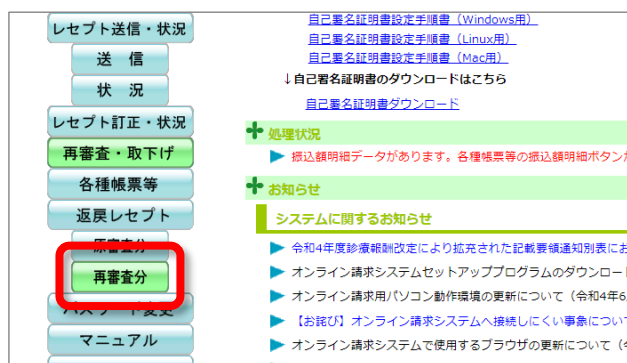 レセプト送信・状況
送 信
状 況
レセプト訂正・状況
再審査・取下げ
各種帳票等
返戻レセプト
原審査分
再審査分
パスワード変更
マニュアル
自己署名証明書設定手順書（Windows用）
自己署名証明書設定手順書（Linux用）
自己署名証明書設定手順書（Mac用）
↓自己署名証明書のダウンロードはこちら
自己署名証明書ダウンロード
処理状況
振込額明細データがあります。各種帳票等の振込額明細ボタン
お知らせ
システムに関するお知らせ
令和4年度診療報酬改定により拡充された記載要領通知別表に
オンライン請求システムセットアッププログラムのダウンロー
オンライン請求用パソコン動作環境の更新について（令和4年6
【お詫び】オンライン請求システムへ接続しにくい事象につい
オンライン請求システムで使用するブラウザの更新について（